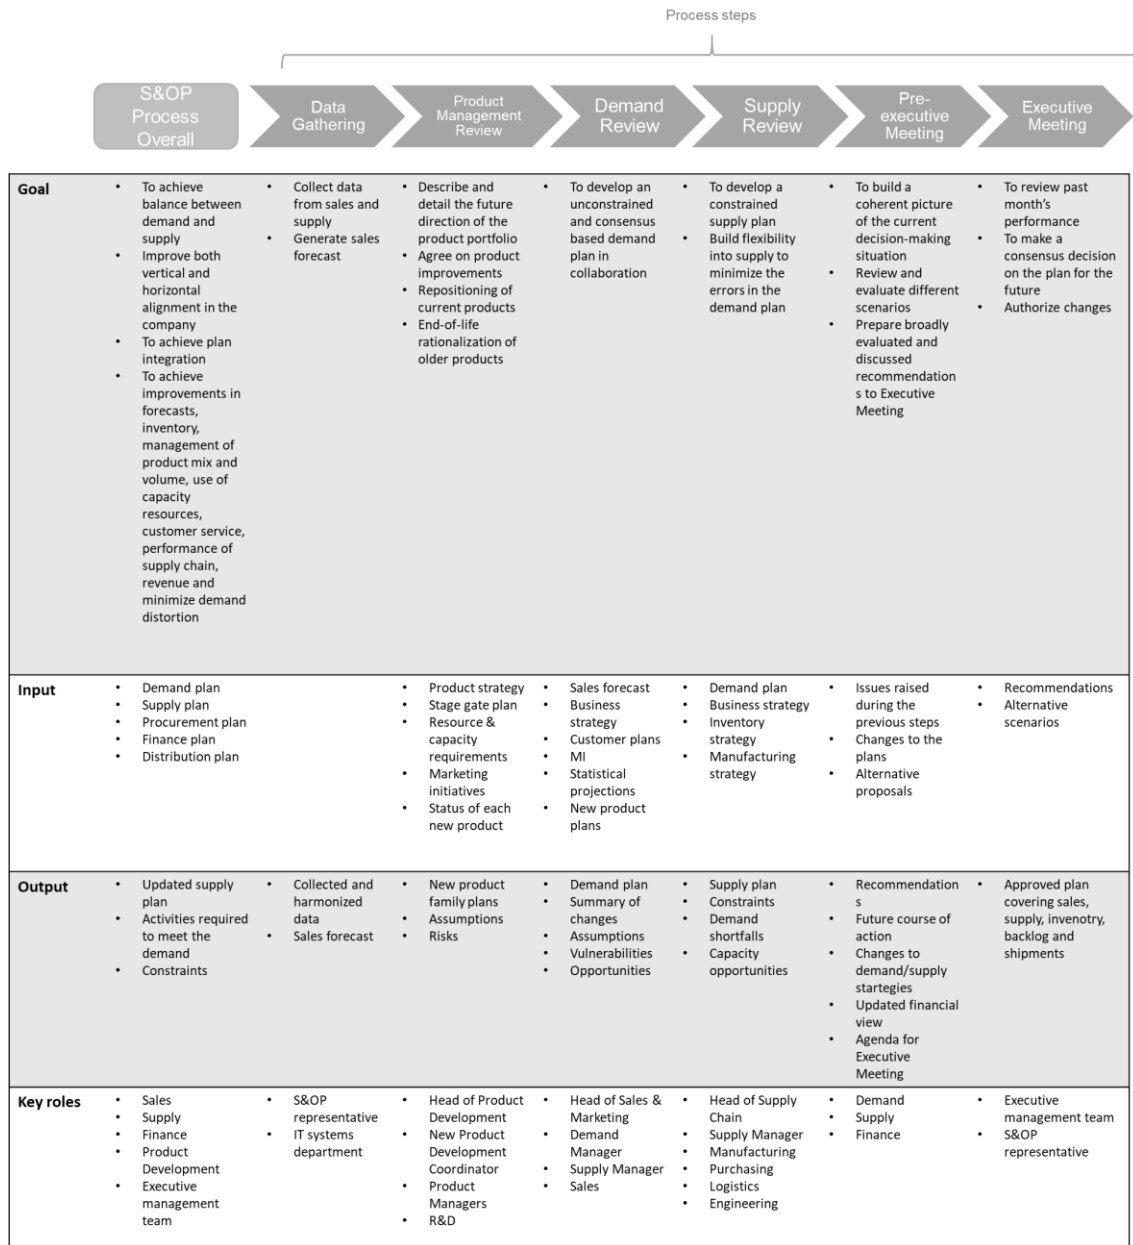 Process steps
S&OP
Process
Overall
Data
Gathering
Product
Management
Review
Demand
Review
Supply
Review
Pre-
executive
Meeting
Executive
Meeting
Goal
• To achieve
balance between
demand and
supply
• Improve both
vertical and
horizontal
alignment in the
company
• To achieve plan
integration
• To achieve
improvements in
forecasts,
inventory,
management of
product mix and
volume, use of
capacity
resources,
customer service,
performance of
supply chain,
revenue and
minimize demand
distortion
• Collect data
from sales and
supply
• Generate sales
forecast
• Describe and
detail the future
direction of the
product portfolio
• Agree on product
improvements
• Repositioning of
current products
• End-of-life
rationalization of
older products
• To develop an
unconstrained
and consensus
based demand
plan in
collaboration
• To develop a
constrained
supply plan
• Build flexibility
into supply to
minimize the
errors in the
demand plan
• To build a
coherent picture
of the current
decision-making
situation
• Review and
evaluate different
scenarios
• Prepare broadly
evaluated and
discussed
recommendation
s to Executive
Meeting
• To review past
month's
performance
• To make a
consensus decision
on the plan for the
future
• Authorize changes
Input
• Demand plan
• Supply plan
• Procurement plan
• Finance plan
• Distribution plan
• Product strategy
• Stage gate plan
• Resource &
capacity
requirements
• Marketing
initiatives
• Status of each
new product
• Sales forecast
• Business
strategy
• Customer plans
• MI
• Statistical
projections
• New product
plans
• Demand plan
• Business strategy
• Inventory
strategy
• Manufacturing
strategy
• Issues raised
during the
previous steps
• Changes to the
plans
• Alternative
proposals
• Recommendations
• Alternative
scenarios
Output
• Updated supply
plan
• Activities required
to meet the
demand
• Constraints
• Collected and
harmonized
data
• Sales forecast
• New product
family plans
• Assumptions
• Risks
• Demand plan
• Summary of
changes
• Assumptions
• Vulnerabilities
• Opportunities
• Supply plan
• Constraints
• Demand
shortfalls
• Capacity
opportunities
• Recommendation
s
• Future course of
action
• Changes to
demand/supply
startegies
• Updated financial
view
• Agenda for
Executive
Meeting
• Approved plan
covering sales,
supply, invenotry,
backlog and
shipments
Key roles
• Sales
• Supply
• Finance
• Product
Development
• Executive
management
team
• S&OP
representative
• IT systems
department
• Head of Product
Development
• New Product
Development
Coordinator
• Product
Managers
• R&D
• Head of Sales &
Marketing
• Demand
Manager
• Supply Manager
• Sales
• Head of Supply
Chain
• Supply Manager
• Manufacturing
• Purchasing
• Logistics
• Engineering
• Demand
• Supply
• Finance
• Executive
management team
• S&OP
representative